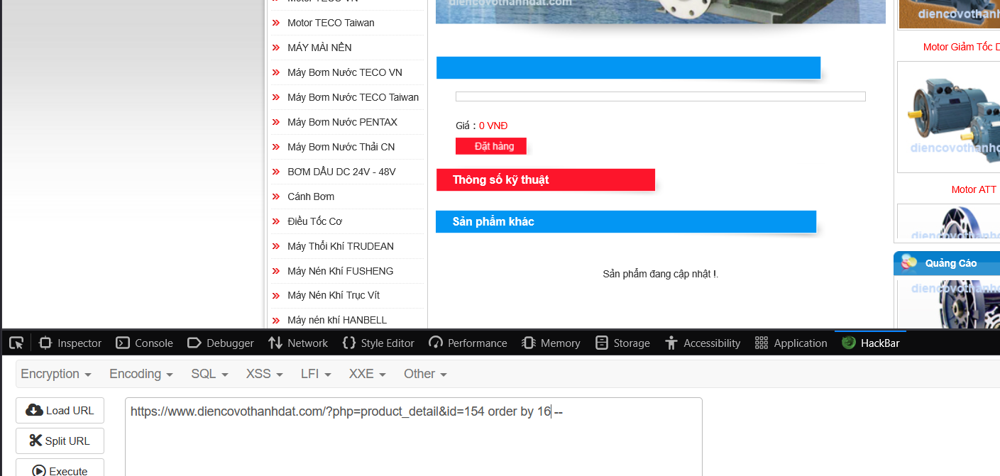 Motor TECO VN
Motor TECO Taiwan
MÁY MÀI NỀN
Máy Bơm Nước TECO VN
Máy Bơm Nước TECO Taiwan
Máy Bơm Nước PENTAX
Máy Bơm Nước Thải CN
BƠM DẦU DC 24V - 48V
Cánh Bơm
Điều Tốc Cơ
Máy Thổi Khí TRUDEAN
Máy Nén Khí FUSHENG
Máy Nén Khí Trục Vít
Máy nén khí HANBELL
diencovothanhdat.com
Giá : 0 VNĐ
Đặt hàng
Thông số kỹ thuật
Sản phẩm khác
Sản phẩm đang cập nhật !.
diencovothanh
Motor Giảm Tốc D
diencovothanhd
Motor ATT
diencovothanhd
Quảng Cáo
diencovothanhd
Inspector Console Debugger Network Style Editor Performance Memory Storage Accessibility Application HackBar
Encryption Encoding SQL XSS LFI XXE Other
Load URL
Split URL
Execute
https://www.diencovothanhdat.com/?php=product_detail&id=154 order by 16 --